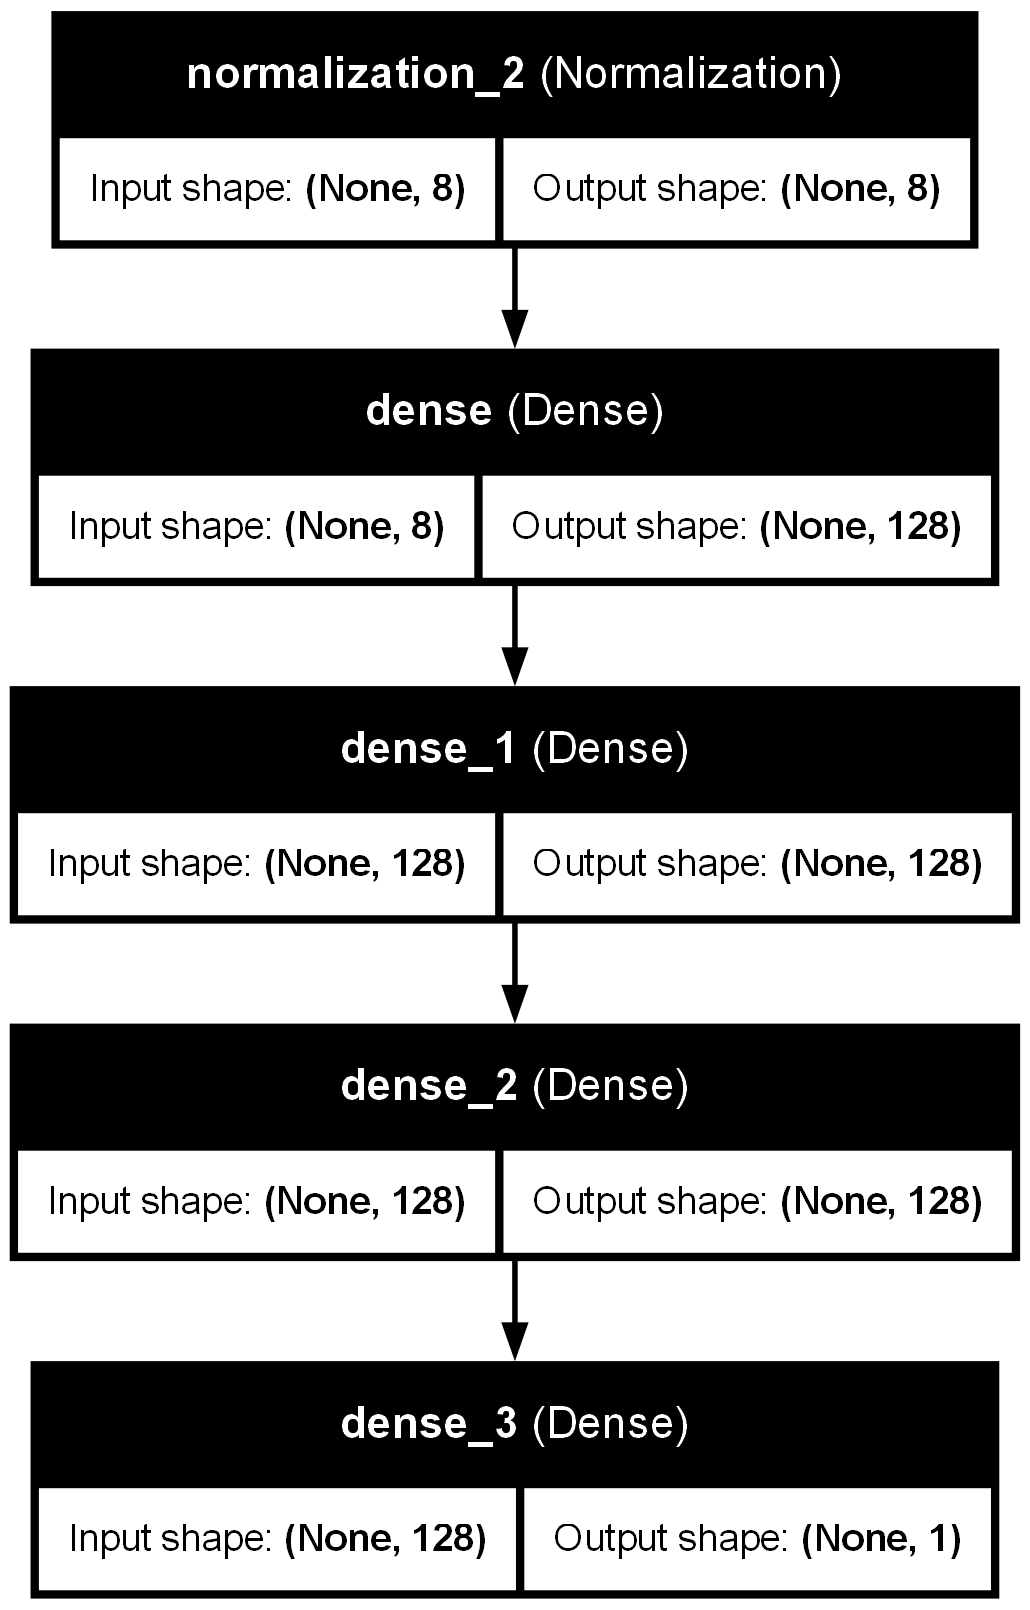 normalization_2 (Normalization)
Input shape: (None, 8) Output shape: (None, 8)
dense (Dense)
Input shape: (None, 8) Output shape: (None, 128)
dense_1 (Dense)
Input shape: (None, 128) Output shape: (None, 128)
dense_2 (Dense)
Input shape: (None, 128) Output shape: (None, 128)
dense_3 (Dense)
Input shape: (None, 128) Output shape: (None, 1)